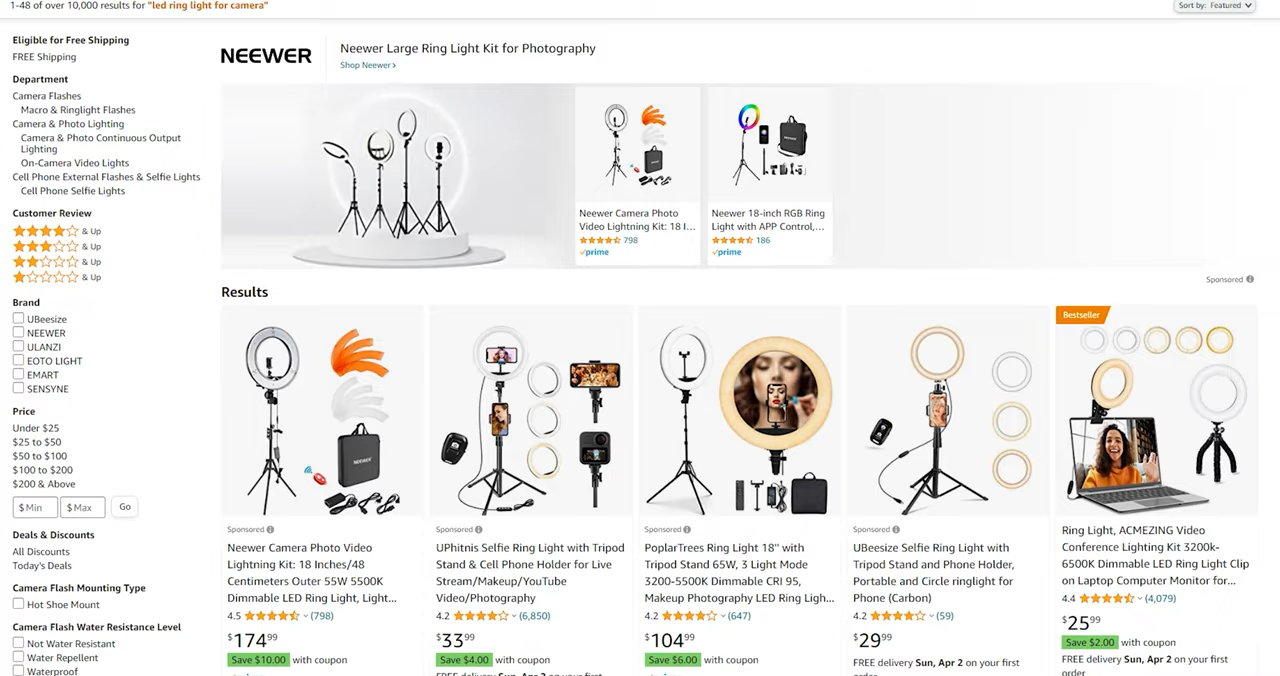 1-48 of over 10,000 results for "led ring light for camera"
Sort by: Featured
Eligible for Free Shipping
FREE Shipping
Department
Camera Flashes
Macro & Ringlight Flashes
Camera & Photo Lighting
Camera & Photo Continuous Output
Lighting
On-Camera Video Lights
Cell Phone External Flashes & Selfie Lights
Cell Phone Selfie Lights
Customer Review
& Up
& Up
& Up
& Up
Brand
UBeesize
NEEWER
ULANZI
EOTO LIGHT
EMART
SENSYNE
Price
Under $25
$25 to $50
$50 to $100
$100 to $200
$200 & Above
$ Min
$ Max
Go
Deals & Discounts
All Discounts
Today's Deals
Camera Flash Mounting Type
Hot Shoe Mount
Camera Flash Water Resistance Level
Not Water Resistant
Water Repellent
Waterproof
NEEWER
Neewer Large Ring Light Kit for Photography
Shop Neewer ›
Neewer Camera Photo
Video Lightning Kit: 18 I...
798
prime
Neewer 18-inch RGB Ring
Light with APP Control,...
186
prime
Sponsored
Results
NEEWER
Sponsored
Neewer Camera Photo Video
Lightning Kit: 18 Inches/48
Centimeters Outer 55W 5500K
Dimmable LED Ring Light, Light...
4.5 (798)
$174 99
Save $10.00 with coupon
Sponsored
UPhitnis Selfie Ring Light with Tripod
Stand & Cell Phone Holder for Live
Stream/Makeup/YouTube
Video/Photography
4.2 (6,850)
$33 99
Save $4.00 with coupon
FREE delivery Sun, Apr 2 on your first
Sponsored
PoplarTrees Ring Light 18" with
Tripod Stand 65W, 3 Light Mode
3200-5500K Dimmable CRI 95,
Makeup Photography LED Ring Ligh...
4.2 (647)
$104 99
Save $6.00 with coupon
Sponsored
UBeesize Selfie Ring Light with
Tripod Stand and Phone Holder,
Portable and Circle ringlight for
Phone (Carbon)
4.2 (59)
$29 99
FREE delivery Sun, Apr 2 on your first
order
Bestseller
Ring Light, ACMEZING Video
Conference Lighting Kit 3200k-
6500K Dimmable LED Ring Light Clip
on Laptop Computer Monitor for...
4.4 (4,079)
$25 99
Save $2.00 with coupon
FREE delivery Sun, Apr 2 on your first
order